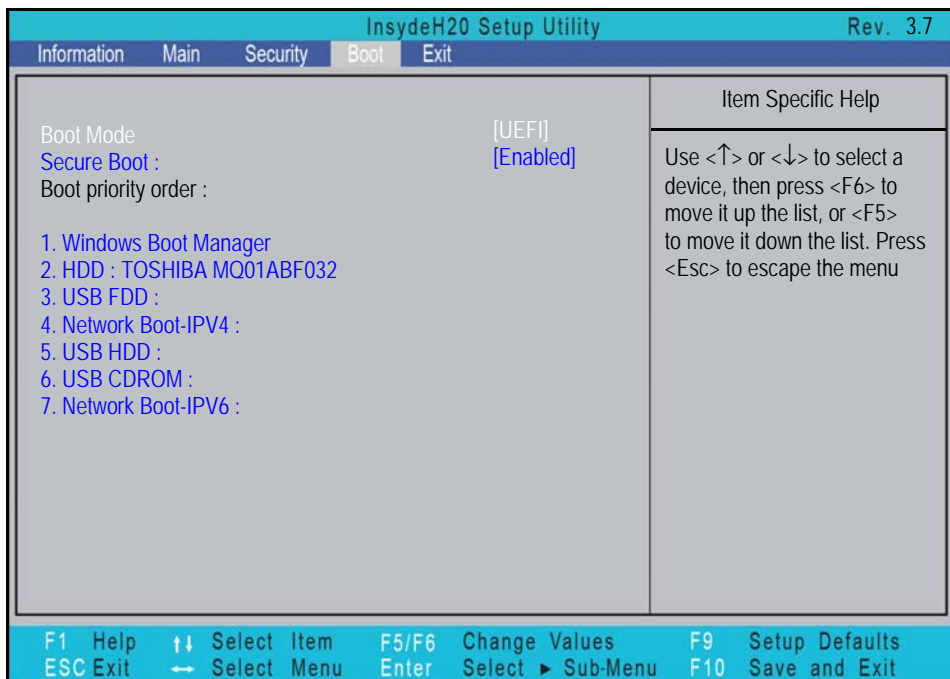 InsydeH20 Setup Utility Rev. 3.7
Information Main Security Boot Exit
Boot Mode [UEFI]
Secure Boot : [Enabled]
Boot priority order :
1. Windows Boot Manager
2. HDD : TOSHIBA MQ01ABF032
3. USB FDD :
4. Network Boot-IPV4 :
5. USB HDD :
6. USB CDROM :
7. Network Boot-IPV6 :
Item Specific Help
Use <↑> or <↓> to select a
device, then press <F6> to
move it up the list, or <F5>
to move it down the list. Press
<Esc> to escape the menu
F1 Help ↑↓ Select Item F5/F6 Change Values F9 Setup Defaults
ESC Exit ↔ Select Menu Enter Select ► Sub-Menu F10 Save and Exit